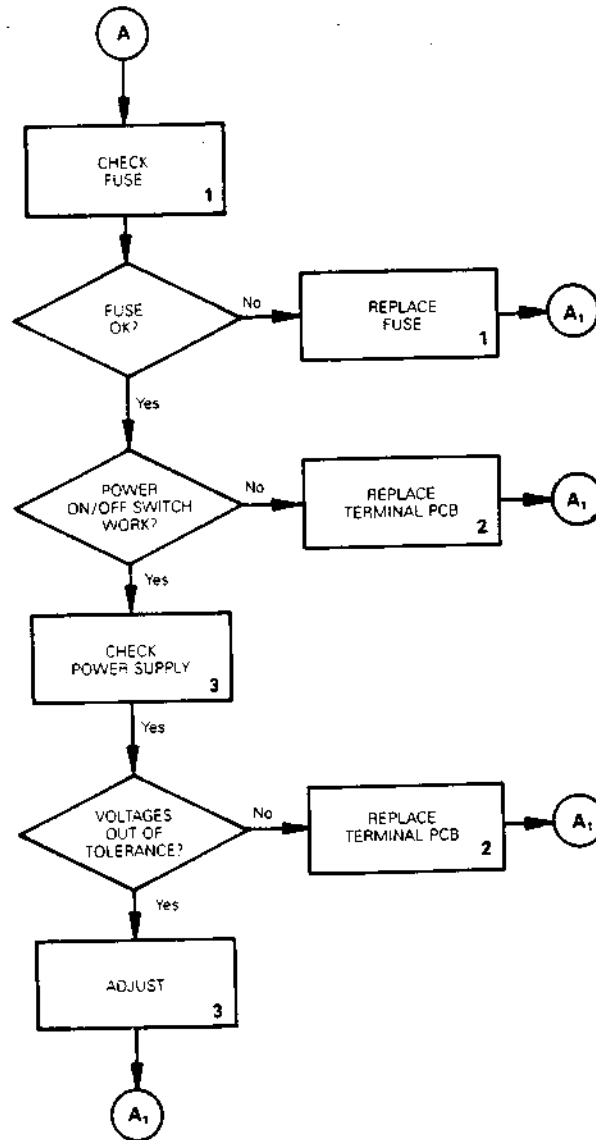 A
CHECK
FUSE
1
FUSE
OK?
No
REPLACE
FUSE
1
A1
Yes
POWER
ON/OFF SWITCH
WORK?
No
REPLACE
TERMINAL PCB
2
A1
Yes
CHECK
POWER SUPPLY
3
Yes
VOLTAGES
OUT OF
TOLERANCE?
No
REPLACE
TERMINAL PCB
2
A1
Yes
ADJUST
3
A1